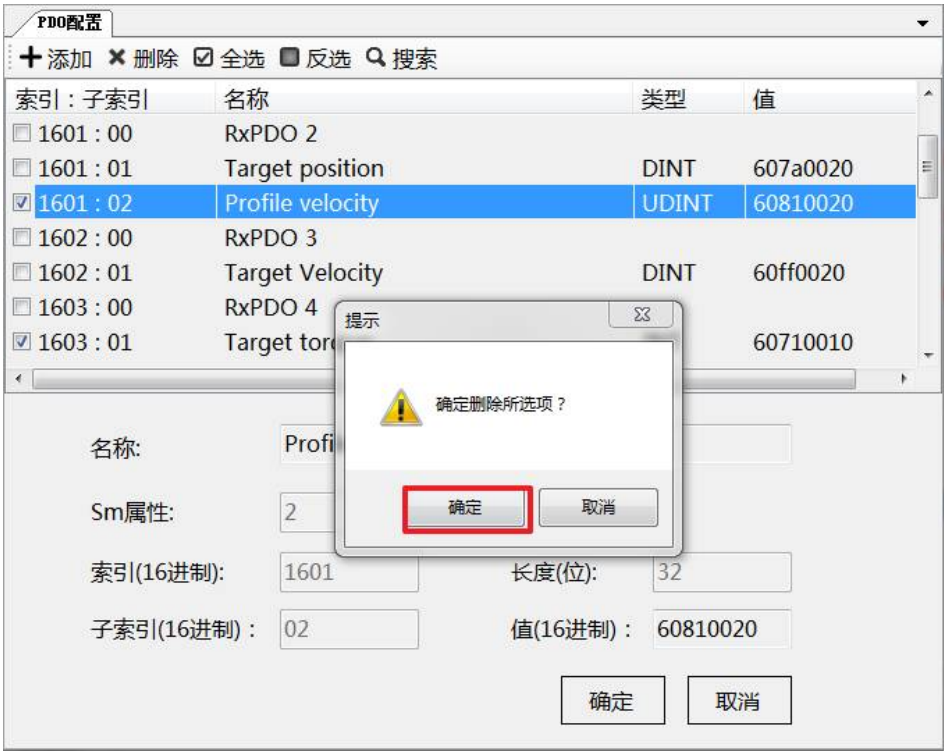 PDO配置
添加 删除 全选 反选 搜索
索引：子索引 名称 类型 值
1601 : 00 RxPDO 2
1601 : 01 Target position DINT 607a0020
1601 : 02 Profile velocity UDINT 60810020
1602 : 00 RxPDO 3
1602 : 01 Target Velocity DINT 60ff0020
1603 : 00 RxPDO 4
1603 : 01 Target 60710010
提示
确定删除所选项？
确定 取消
名称:
Sm属性: 2
索引(16进制): 1601 长度(位): 32
子索引(16进制)： 02 值(16进制)： 60810020
确定 取消